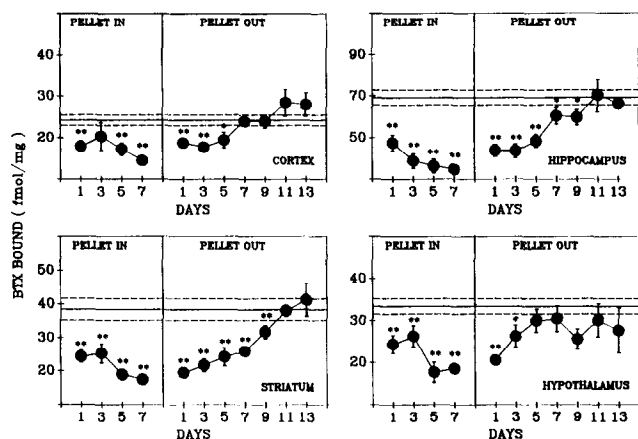 PELLET IN PELLET OUT
50
40
30
20
** ** ** ** ** ** *
CORTEX
1 3 5 7 1 3 5 7 9 11 13
DAYS
PELLET IN PELLET OUT
90
70
50
** ** ** ** ** ** ** * *
HIPPOCAMPUS
1 3 5 7 1 3 5 7 9 11 13
DAYS
BTX BOUND ( fmol/mg )
PELLET IN PELLET OUT
50
40
30
20
** ** ** ** ** ** ** ** **
STRIATUM
1 3 5 7 1 3 5 7 9 11 13
DAYS
PELLET IN PELLET OUT
40
30
20
** ** ** ** ** *
HYPOTHALAMUS
1 3 5 7 1 3 5 7 9 11 13
DAYS